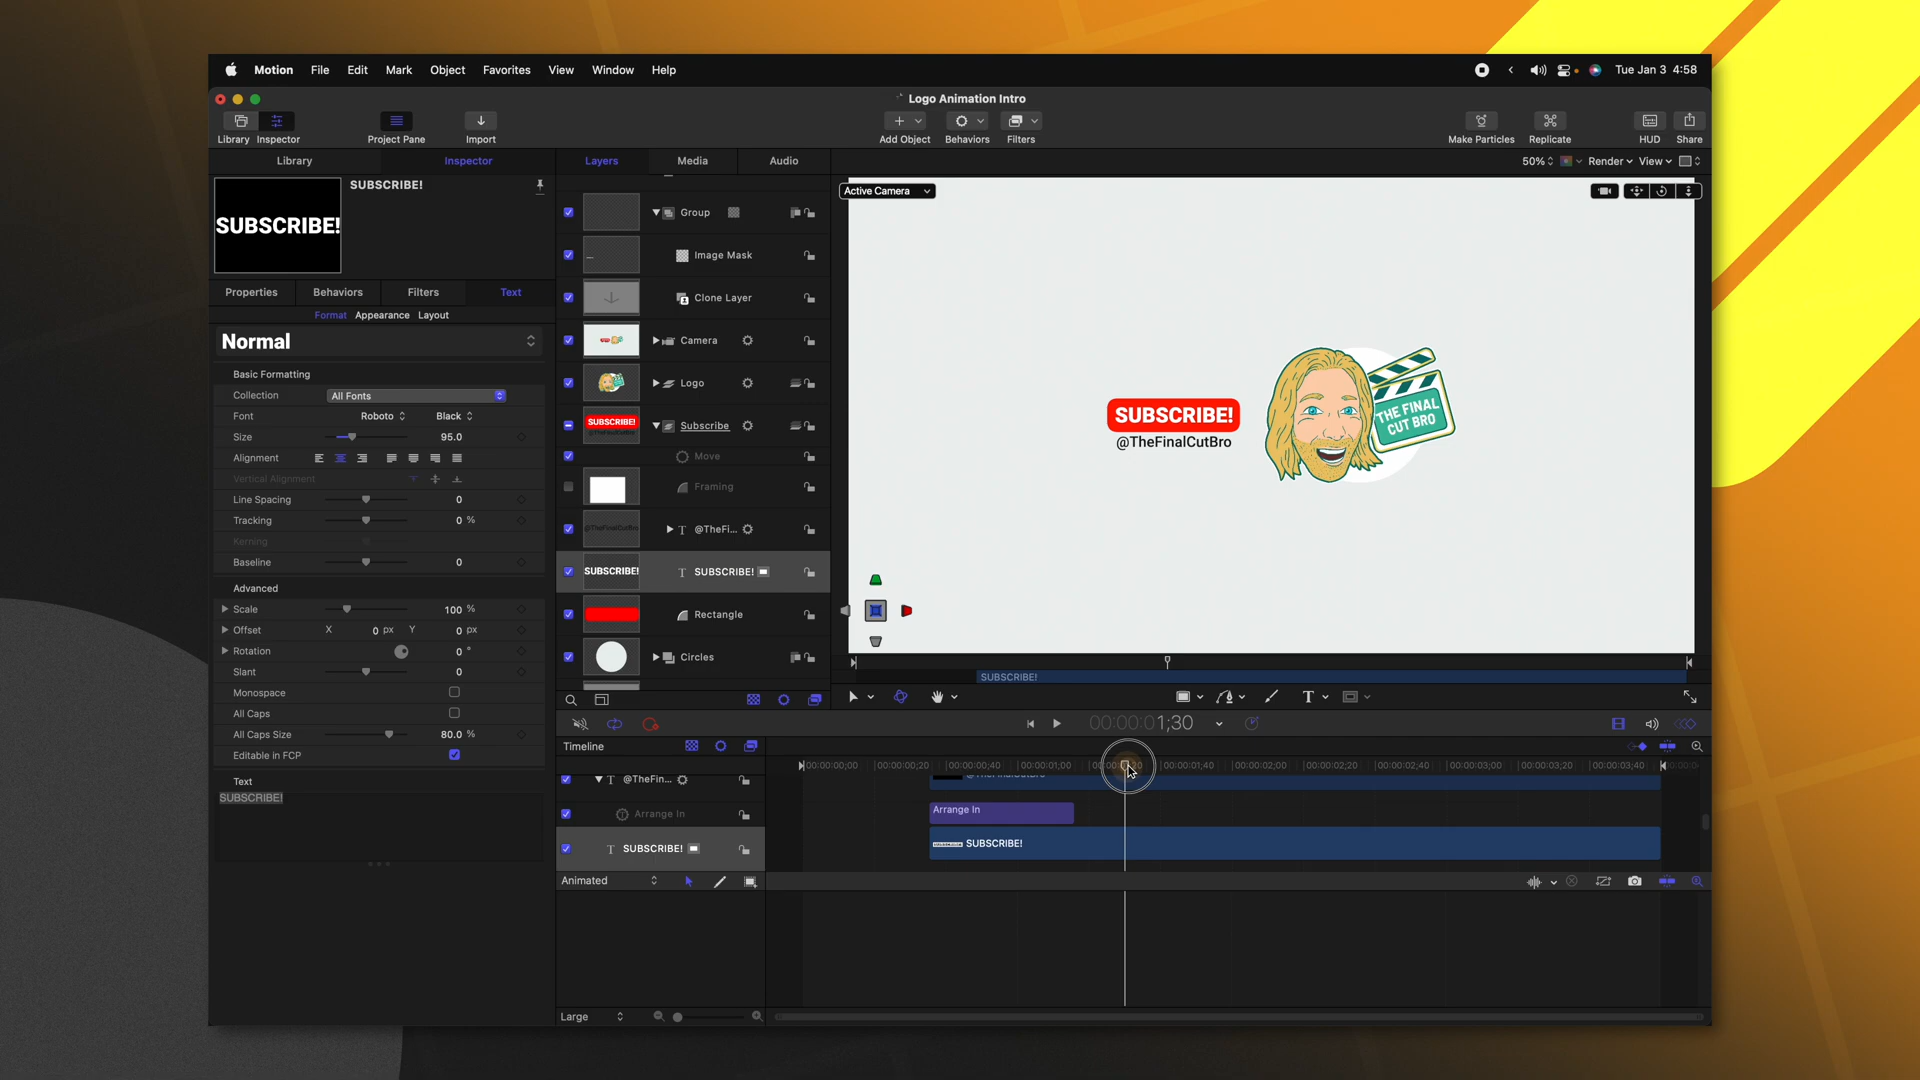 Motion File Edit Mark Object Favorites View Window Help
Tue Jan 3 4:58
Logo Animation Intro
Library Inspector Project Pane Import Add Object Behaviors Filters Make Particles Replicate HUD Share
Library Inspector Layers Media Audio
50% Render View
SUBSCRIBE!
SUBSCRIBE!
Properties Behaviors Filters Text
Format Appearance Layout
Normal
Basic Formatting
Collection All Fonts
Font Roboto Black
Size 95.0
Alignment
Vertical Alignment
Line Spacing 0
Tracking 0 %
Kerning
Baseline 0
Advanced
Scale 100 %
Offset X 0 px Y 0 px
Rotation 0 °
Slant 0
Monospace
All Caps
All Caps Size 80.0 %
Editable in FCP
Text
SUBSCRIBE!
Group
Image Mask
Clone Layer
Camera
Logo
SUBSCRIBE!
Subscribe
Move
Framing
@TheFinalCutBro
@TheFi...
SUBSCRIBE!
T SUBSCRIBE!
Rectangle
Circles
Active Camera
SUBSCRIBE!
@TheFinalCutBro
THE FINAL
CUT BRO
SUBSCRIBE!
T
00:00:01;30
Timeline
00:00:00;00 00:00:00;20 00:00:00;40 00:00:01;00 00:00:01;40 00:00:02;00 00:00:02;20 00:00:02;40 00:00:03;00 00:00:03;20 00:00:03;40
T @TheFin...
Arrange In
Arrange In
T SUBSCRIBE!
SUBSCRIBE!
Animated
Large